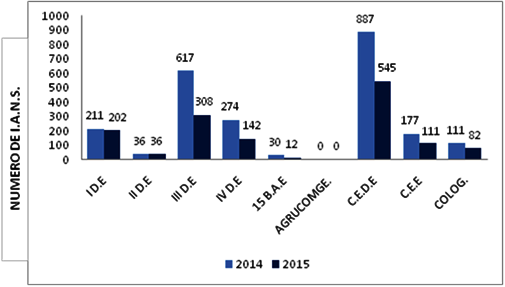 NUMERO DE I.A.N.S.
1000
900
800
700
600
500
400
300
200
100
0
211 202
36 36
617
308
274
142
30 12
0 0
887
545
177
111
111
82
I D.E
II D.E
III D.E
IV D.E
15 B.A.E
AGRUCOMGE.
C.E.D.E
C.E.E
COLOG.
2014 2015